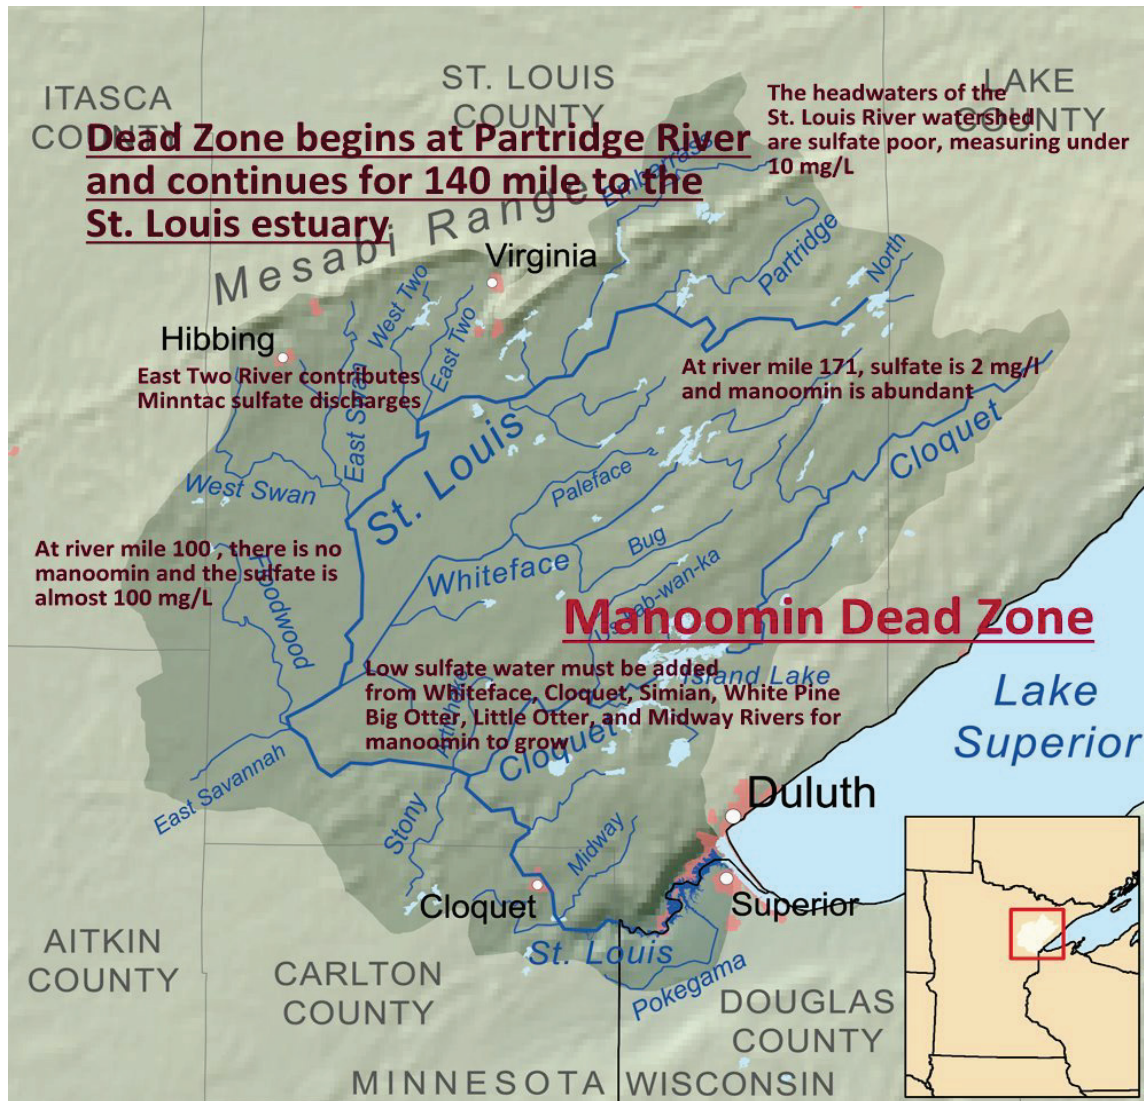 ITASCA
COUNTY
ST. LOUIS
COUNTY
LAKE
COUNTY
The headwaters of the
St. Louis River watershed
are sulfate poor, measuring under
10 mg/L
Dead Zone begins at Partridge River
and continues for 140 mile to the
St. Louis estuary
Embarrass
Mesabi Range
Virginia
Partridge
North
West Two
East Two
Hibbing
East Two River contributes
Minntac sulfate discharges
East Swan
At river mile 171, sulfate is 2 mg/l
and manoomin is abundant
Cloquet
St. Louis
West Swan
Paleface
Bug
At river mile 100 , there is no
manoomin and the sulfate is
almost 100 mg/L
Floodwood
Whiteface
Manoomin Dead Zone
Low sulfate water must be added
from Whiteface, Cloquet, Simian, White Pine
Big Otter, Little Otter, and Midway Rivers for
manoomin to grow
Island Lake
Cloquet
Lake
Superior
East Savannah
Stony
Midway
Duluth
Cloquet
Superior
St. Louis
Pokegama
AITKIN
COUNTY
CARLTON
COUNTY
DOUGLAS
COUNTY
MINNESOTA
WISCONSIN